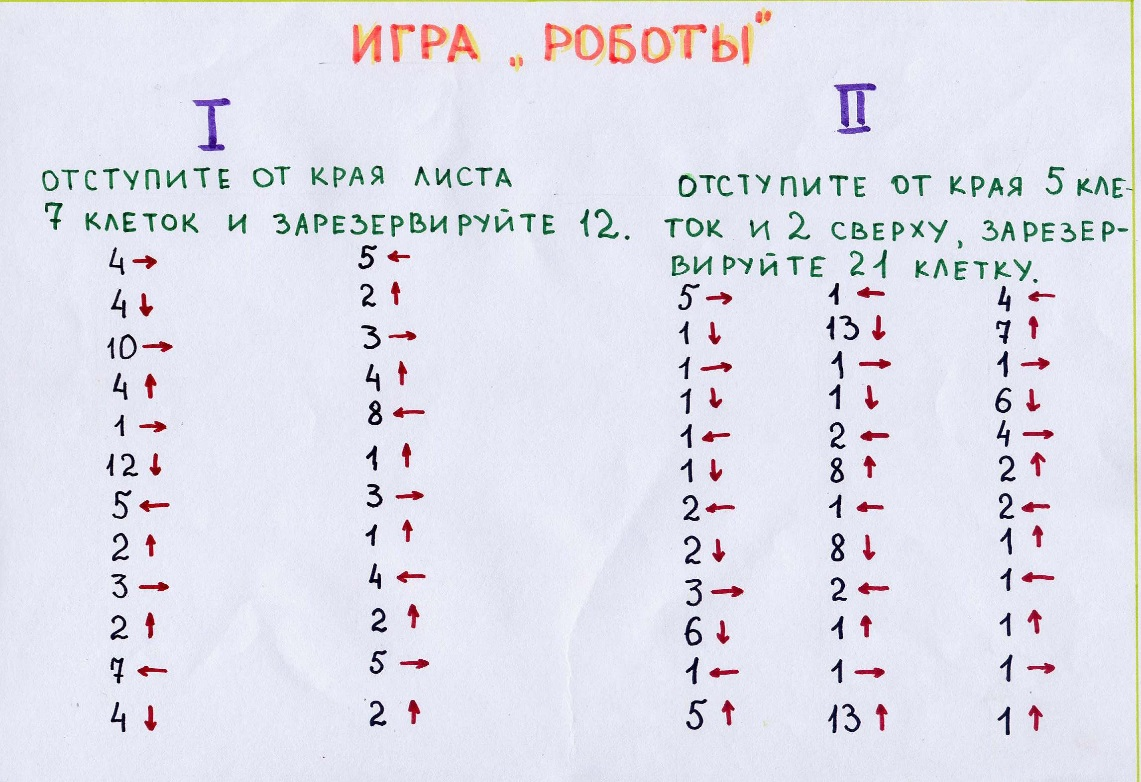 ИГРА „РОБОТЫ"
I
ОТСТУПИТЕ ОТ КРАЯ ЛИСТА
7 КЛЕТОК И ЗАРЕЗЕРВИРУЙТЕ 12.
4→ 5←
4↓ 2↑
10→ 3→
4↑ 4↑
1→ 8←
12↓ 1↑
5← 3→
2↑ 1↑
3→ 4←
2↑ 2↑
7← 5→
4↓ 2↑
II
ОТСТУПИТЕ ОТ КРАЯ 5 КЛЕ-
ТОК И 2 СВЕРХУ, ЗАРЕЗЕР-
ВИРУЙТЕ 21 КЛЕТКУ.
5→ 1← 4←
1↓ 13↓ 7↑
1→ 1→ 1→
1↓ 1↓ 6↓
1← 2← 4→
1↓ 8↑ 2↑
2← 1← 2←
2↓ 8↓ 1↑
3→ 2← 1←
6↓ 1↑ 1↑
1← 1→ 1→
5↑ 13↑ 1↑